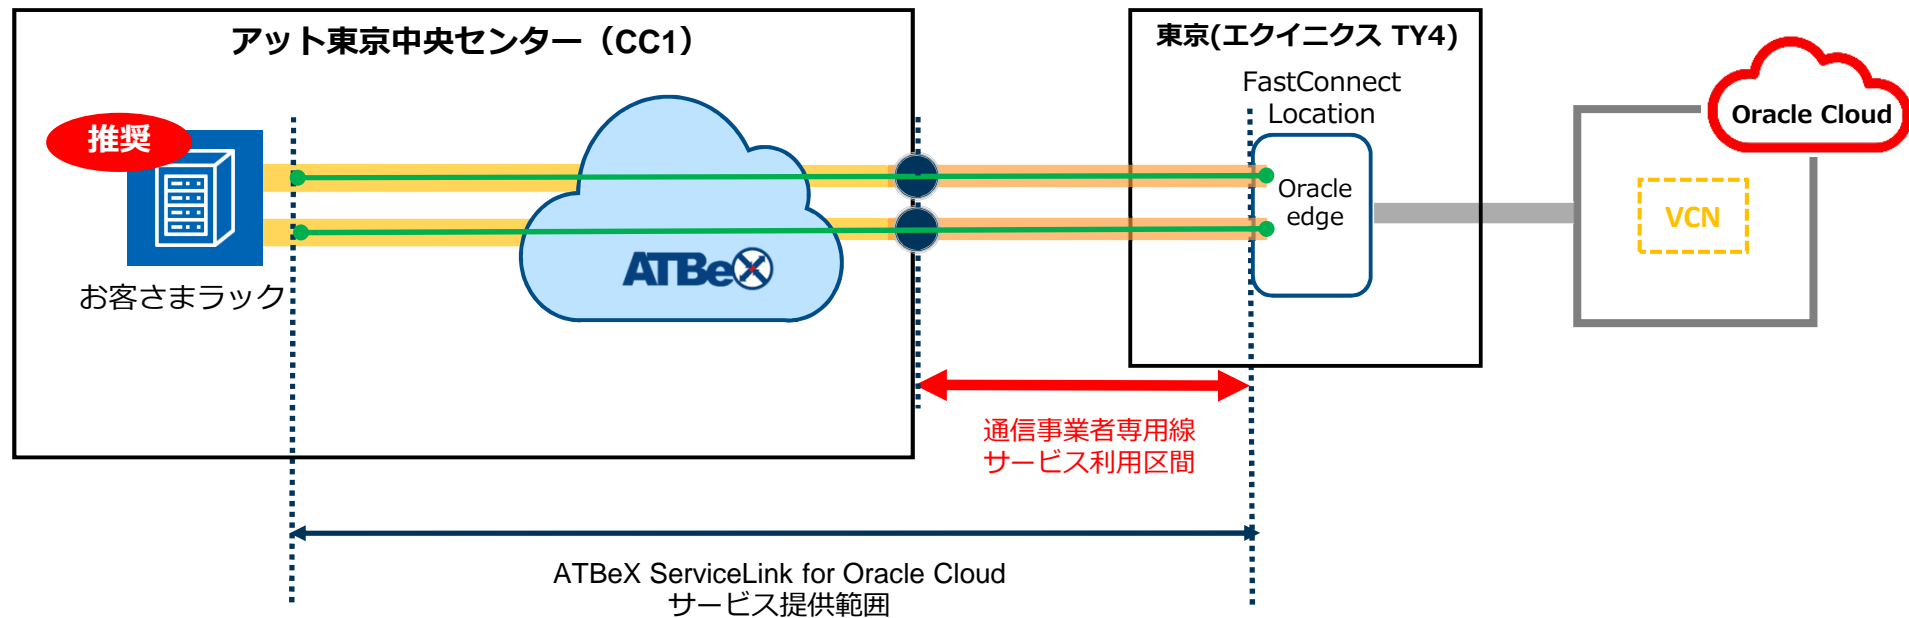 アット東京中央センター（CC1）
東京(エクイニクス TY4)
FastConnect
Location
Oracle Cloud
推奨
Oracle
edge
VCN
ATBeX
お客さまラック
通信事業者専用線
サービス利用区間
ATBeX ServiceLink for Oracle Cloud
サービス提供範囲